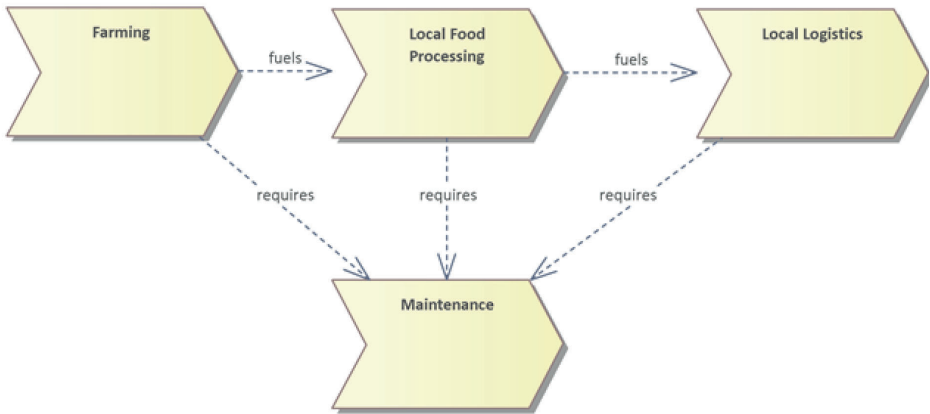 Farming
Local Food
Processing
Local Logistics
fuels
fuels
requires
requires
requires
Maintenance